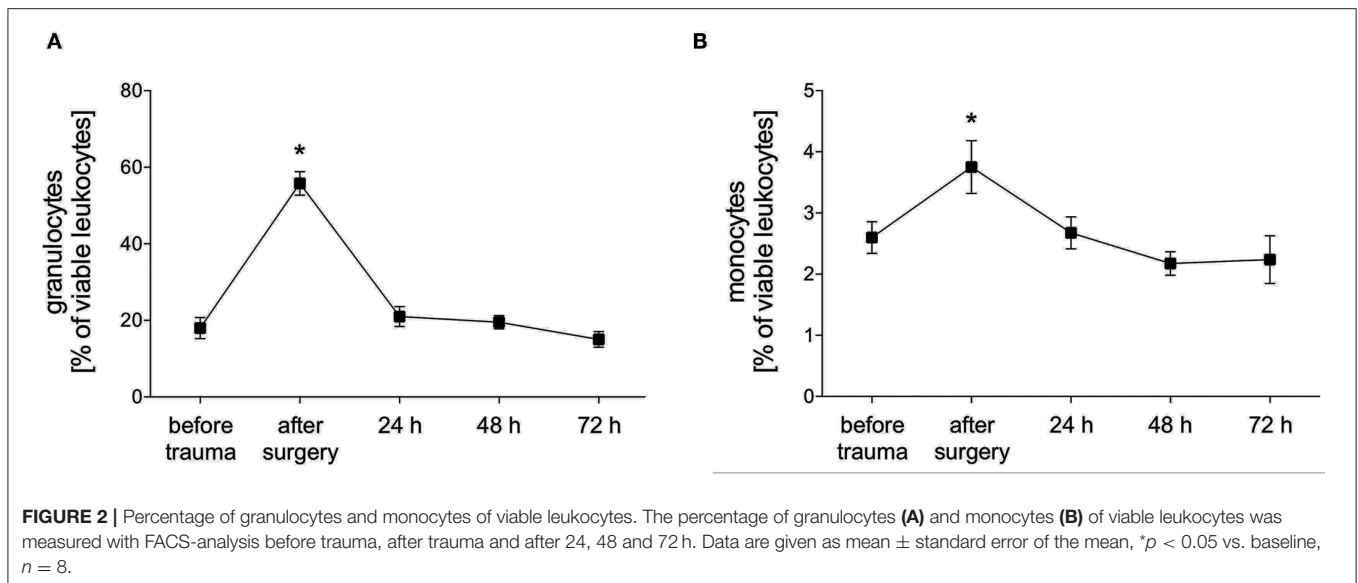 A
80
60
40
20
0
granulocytes
[% of viable leukocytes]
*
before trauma
after surgery
24 h
48 h
72 h
B
5
4
3
2
1
0
monocytes
[% of viable leukocytes]
*
before trauma
after surgery
24 h
48 h
72 h
FIGURE 2 | Percentage of granulocytes and monocytes of viable leukocytes. The percentage of granulocytes (A) and monocytes (B) of viable leukocytes was
measured with FACS-analysis before trauma, after trauma and after 24, 48 and 72 h. Data are given as mean ± standard error of the mean, *p < 0.05 vs. baseline,
n = 8.